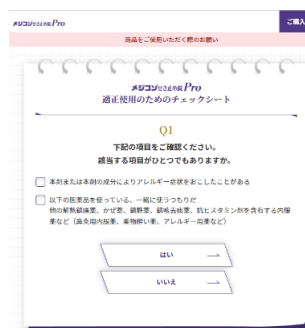 メジコンせき止め錠Pro
ご購入
商品をご使用いただく際のお願い
メジコンせき止め錠Pro
適正使用のためのチェックシート
Q1
下記の項目をご確認ください。
該当する項目がひとつでもありますか。
本剤または本剤の成分によりアレルギー症状をおこしたことがある
以下の医薬品を使っている、一緒に使うつもりだ
他の解熱鎮痛薬、かぜ薬、鎮静薬、鎮咳去痰薬、抗ヒスタミン剤を含有する内服
薬など（鼻炎用内服薬、乗物酔い薬、アレルギー用薬など）
はい
いいえ